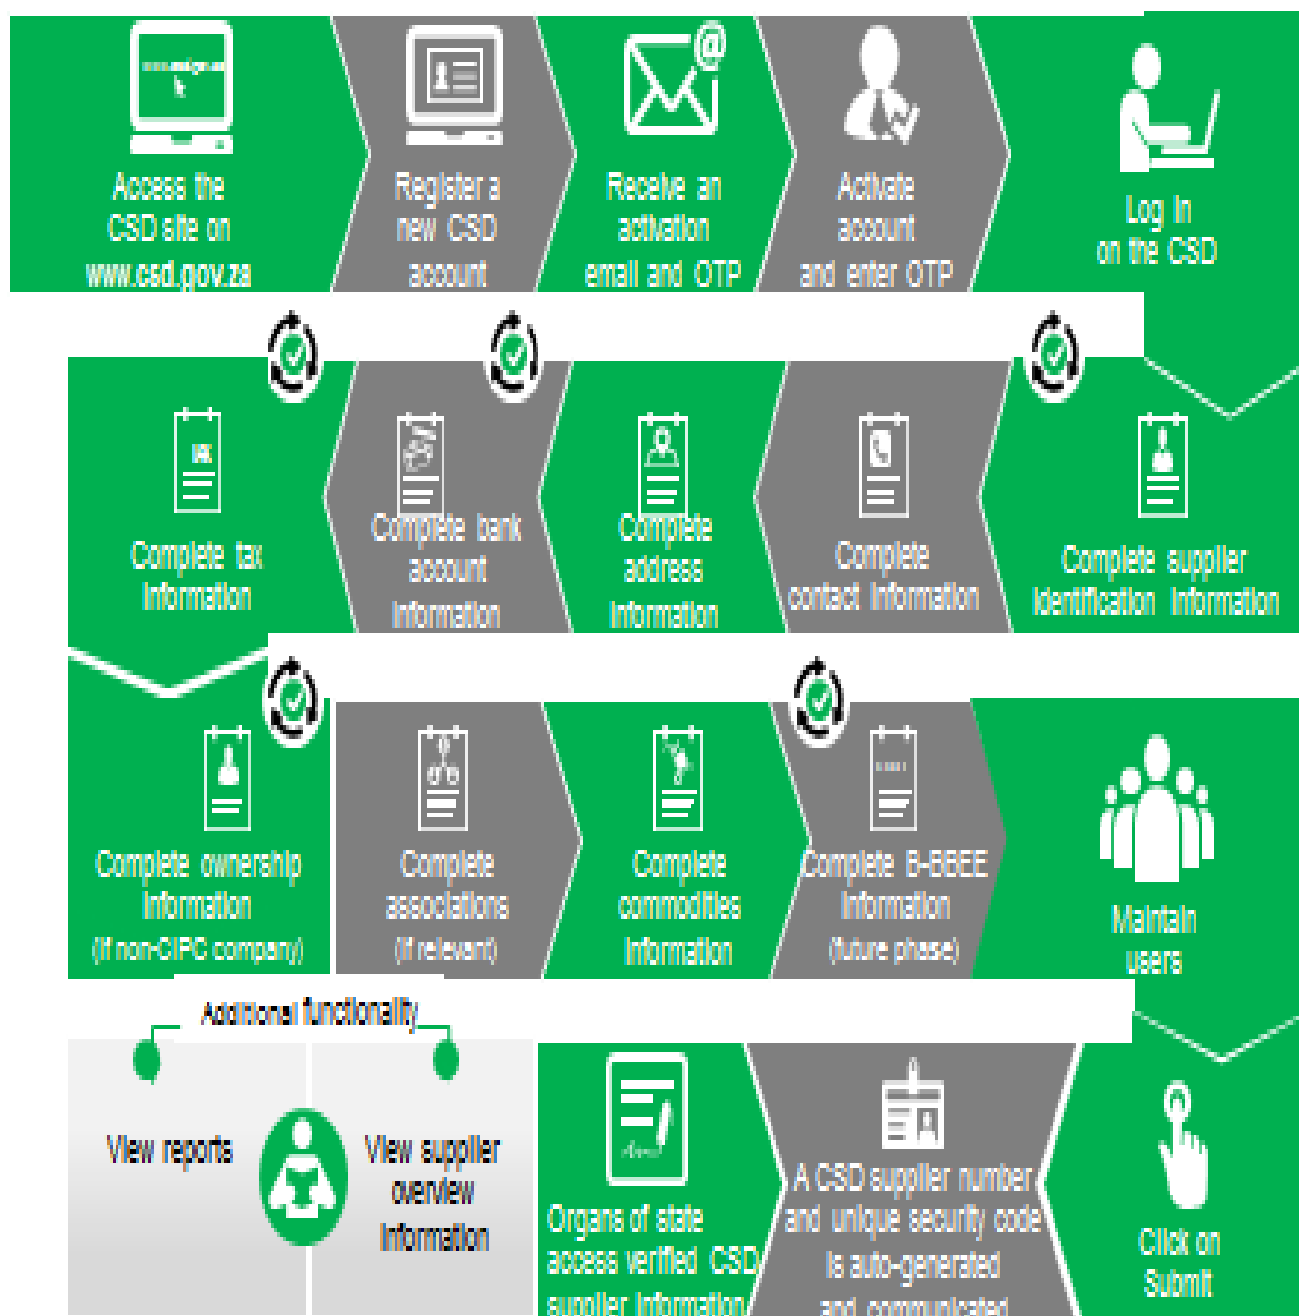 Access the
CSD site on
www.csd.gov.za
Register a
new CSD
account
Receive an
activation
email and OTP
Activate
account
and enter OTP
Log in
on the CSD
Complete supplier
identification information
Complete
contact information
Complete
address
information
Complete bank
account
information
TAX
Complete tax
information
Complete ownership
information
(if non-CIPC company)
Complete
associations
(if relevant)
Complete
commodities
information
Complete B-BBEE
information
(future phase)
Maintain
users
Click on
Submit
A CSD supplier number
and unique security code
is auto-generated
and communicated
Organs of state
access verified CSD
supplier information
Additional functionality
View reports
View supplier
overview
information